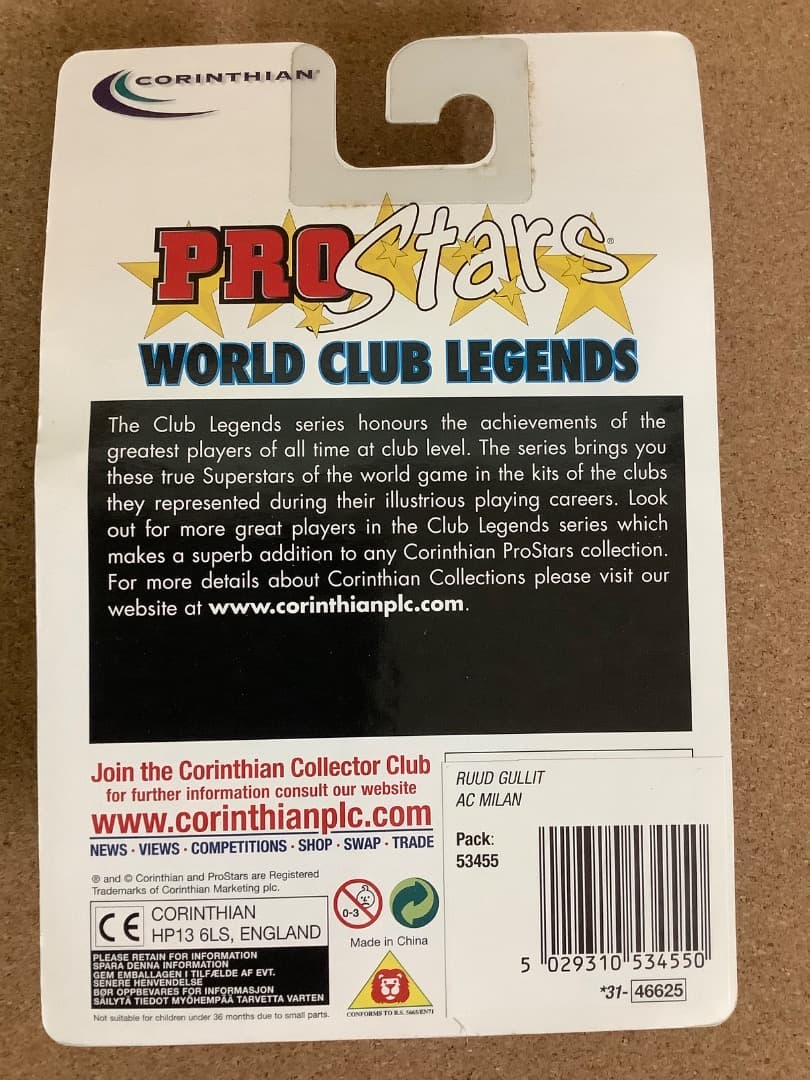 CORINTHIAN
PROStars®
WORLD CLUB LEGENDS
The Club Legends series honours the achievements of the
greatest players of all time at club level. The series brings you
these true Superstars of the world game in the kits of the clubs
they represented during their illustrious playing careers. Look
out for more great players in the Club Legends series which
makes a superb addition to any Corinthian ProStars collection.
For more details about Corinthian Collections please visit our
website at www.corinthianplc.com.
Join the Corinthian Collector Club
for further information consult our website
www.corinthianplc.com
NEWS · VIEWS · COMPETITIONS · SHOP · SWAP · TRADE
® and © Corinthian and ProStars are Registered
Trademarks of Corinthian Marketing plc.
CE
CORINTHIAN
HP13 6LS, ENGLAND
PLEASE RETAIN FOR INFORMATION
SPARA DENNA INFORMATION
GEM EMBALLAGEN I TILFÆLDE AF EVT.
SENERE HENVENDELSE
BØR OPPBEVARES FOR INFORMASJON
SÄILYTÄ TIEDOT MYÖHEMPÄÄ TARVETTA VARTEN
Not suitable for children under 36 months due to small parts.
0-3
Made in China
CONFORMS TO B.S. 5665/EN71
RUUD GULLIT
AC MILAN
Pack:
53455
5 029310 534550
*31- 46625